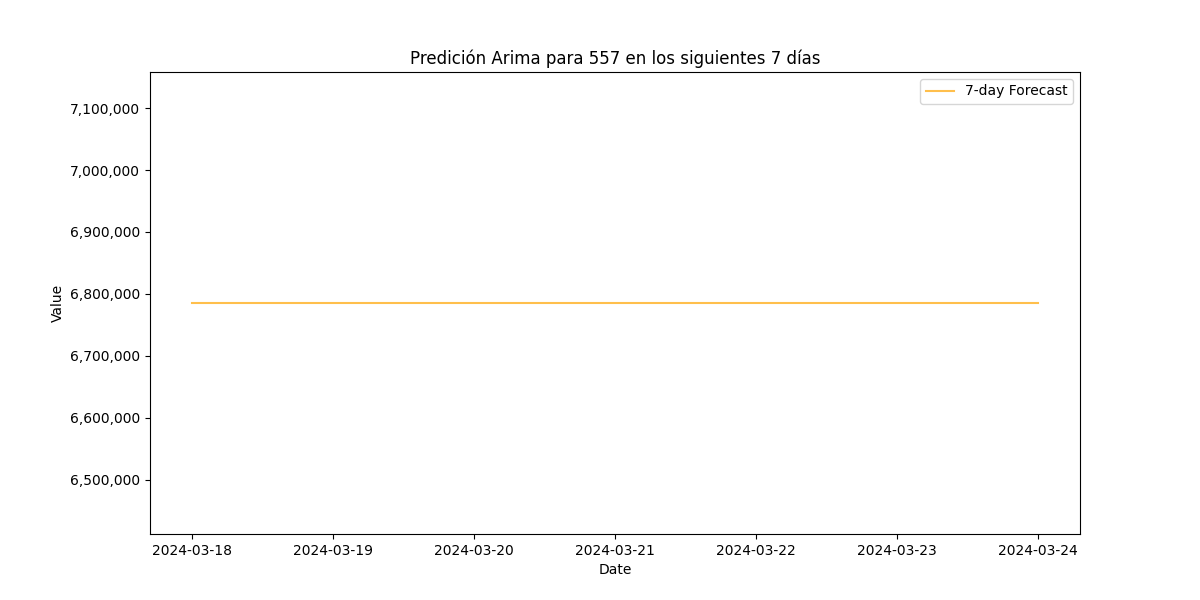 Predición Arima para 557 en los siguientes 7 días
7-day Forecast
7,100,000
7,000,000
6,900,000
6,800,000
6,700,000
6,600,000
6,500,000
Value
2024-03-18 2024-03-19 2024-03-20 2024-03-21 2024-03-22 2024-03-23 2024-03-24
Date